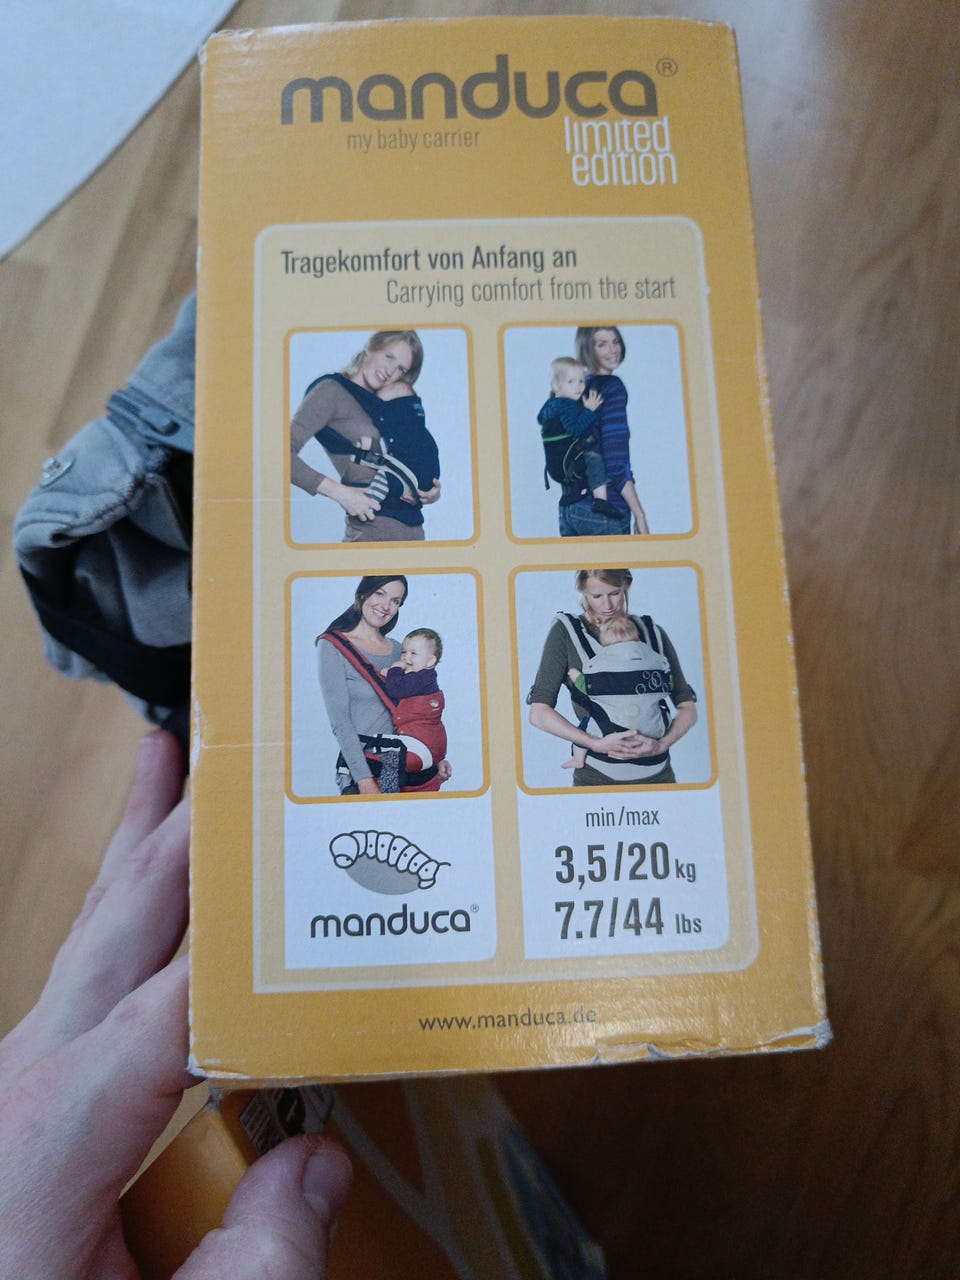 manduca®
my baby carrier
limited
edition
Tragekomfort von Anfang an
Carrying comfort from the start
min/max
3,5/20 kg
7.7/44 lbs
manduca®
www.manduca.de